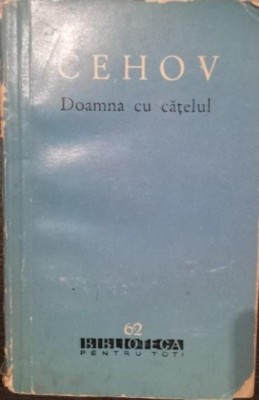 CEHOV
Doamna cu cățelul
62
BIBLIOTECA
PENTRU TOȚI